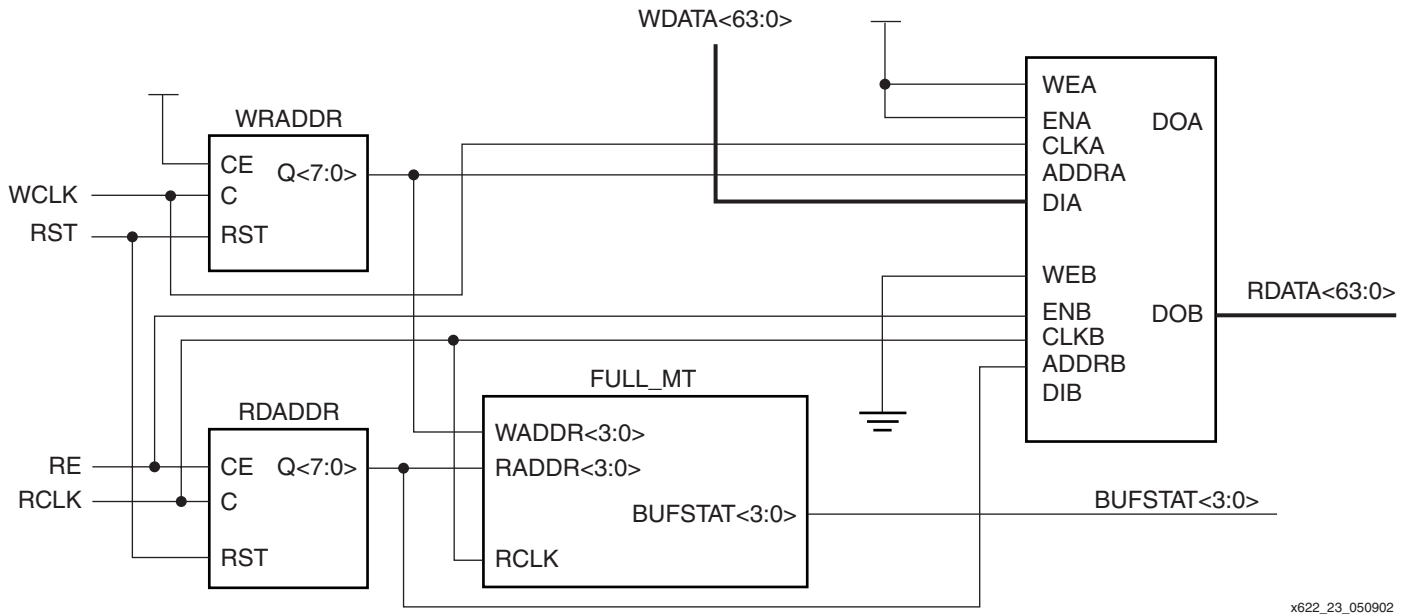 WDATA<63:0>
WRADDR
CE
Q<7:0>
C
RST
WCLK
RST
WEA
ENA
DOA
CLKA
ADDRA
DIA
WEB
ENB
DOB
CLKB
ADDRB
DIB
RDATA<63:0>
RDADDR
CE
Q<7:0>
C
RST
RE
RCLK
FULL_MT
WADDR<3:0>
RADDR<3:0>
BUFSTAT<3:0>
RCLK
BUFSTAT<3:0>
x622_23_050902